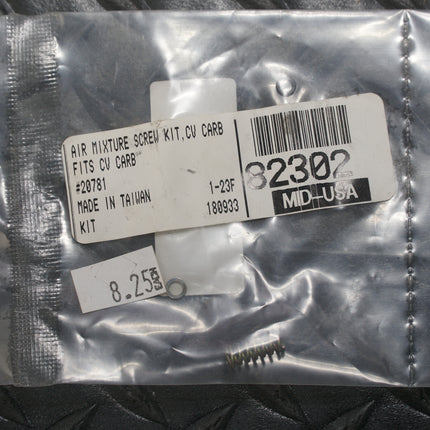 AIR MIXTURE SCREW KIT,CV CARB
FITS CV CARB
#20781
MADE IN TAIWAN 1-23F
KIT 180933
82302
MID-USA
8.25